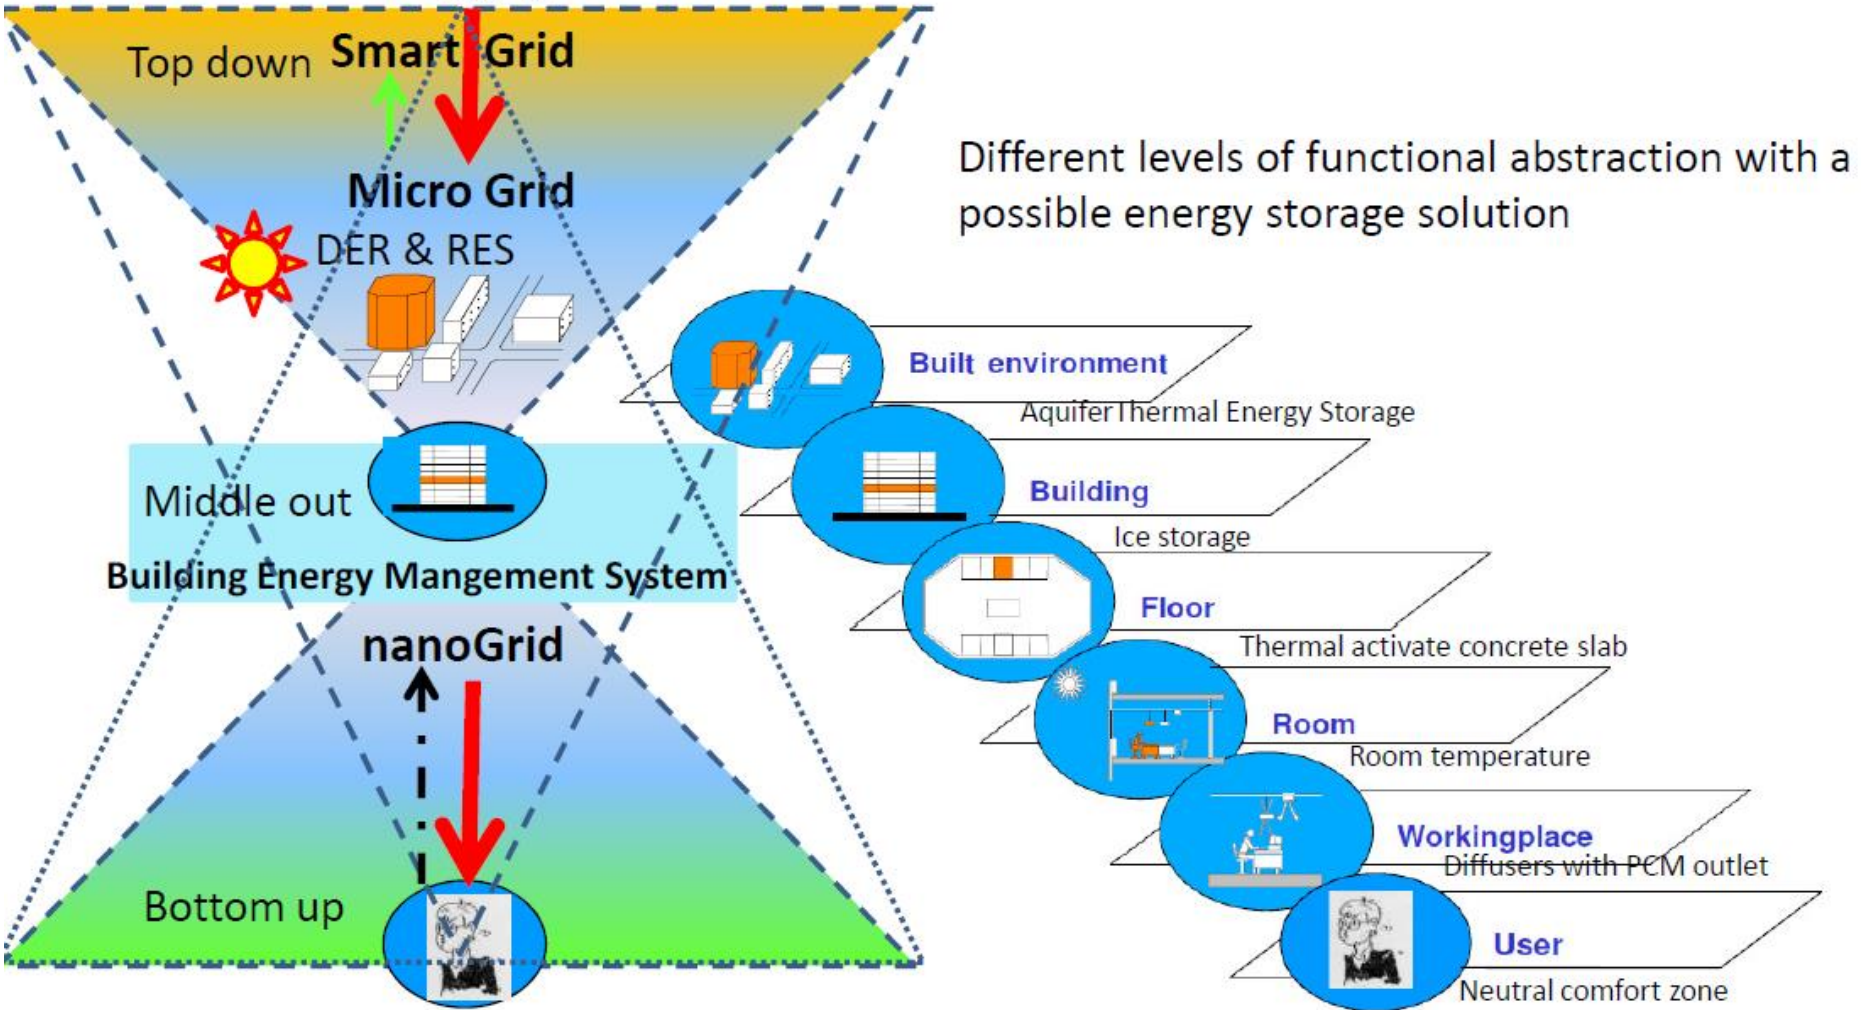 Top down
Smart Grid
Micro Grid
DER & RES
Middle out
Building Energy Mangement System
nanoGrid
Bottom up
Different levels of functional abstraction with a
possible energy storage solution
Built environment
AquiferThermal Energy Storage
Building
Ice storage
Floor
Thermal activate concrete slab
Room
Room temperature
Workingplace
Diffusers with PCM outlet
User
Neutral comfort zone